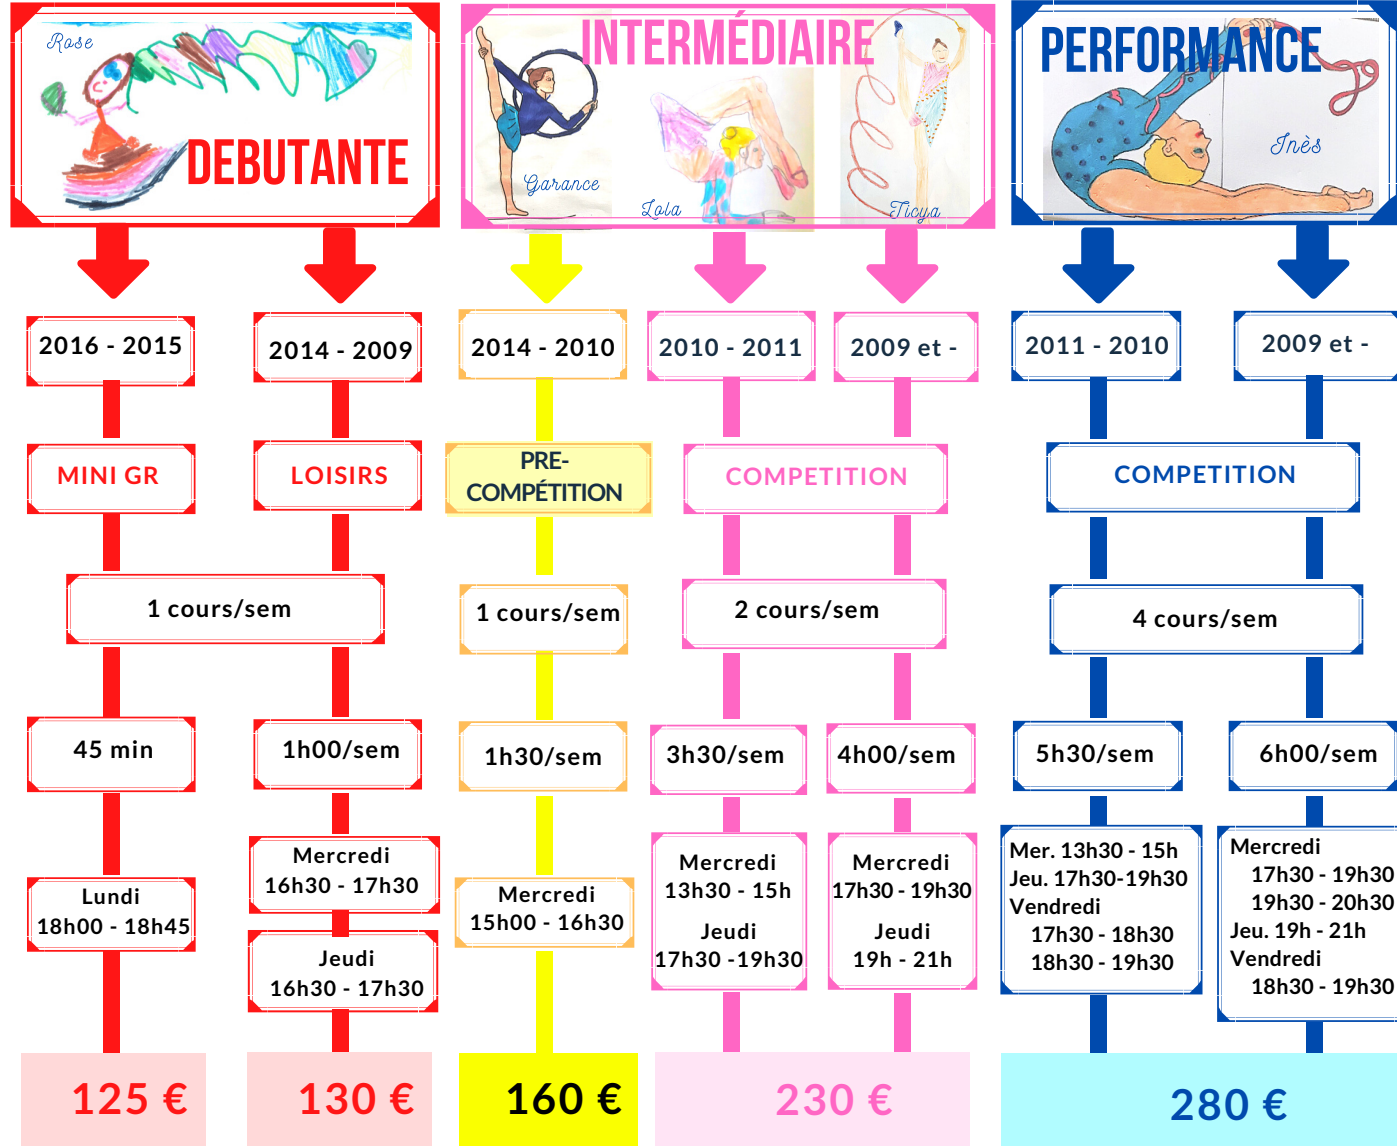 Rose
DEBUTANTE
INTERMÉDIAIRE
Garance
Lola
Ticya
PERFORMANCE
Inès
2016 - 2015
2014 - 2009
2014 - 2010
2010 - 2011
2009 et -
2011 - 2010
2009 et -
MINI GR
LOISIRS
PRE-
COMPÉTITION
COMPETITION
COMPETITION
1 cours/sem
1 cours/sem
2 cours/sem
4 cours/sem
45 min
1h00/sem
1h30/sem
3h30/sem
4h00/sem
5h30/sem
6h00/sem
Lundi
18h00 - 18h45
Mercredi
16h30 - 17h30
Jeudi
16h30 - 17h30
Mercredi
15h00 - 16h30
Mercredi
13h30 - 15h
Jeudi
17h30 -19h30
Mercredi
17h30 - 19h30
Jeudi
19h - 21h
Mer. 13h30 - 15h
Jeu. 17h30-19h30
Vendredi
17h30 - 18h30
18h30 - 19h30
Mercredi
17h30 - 19h30
19h30 - 20h30
Jeu. 19h - 21h
Vendredi
18h30 - 19h30
125 €
130 €
160 €
230 €
280 €